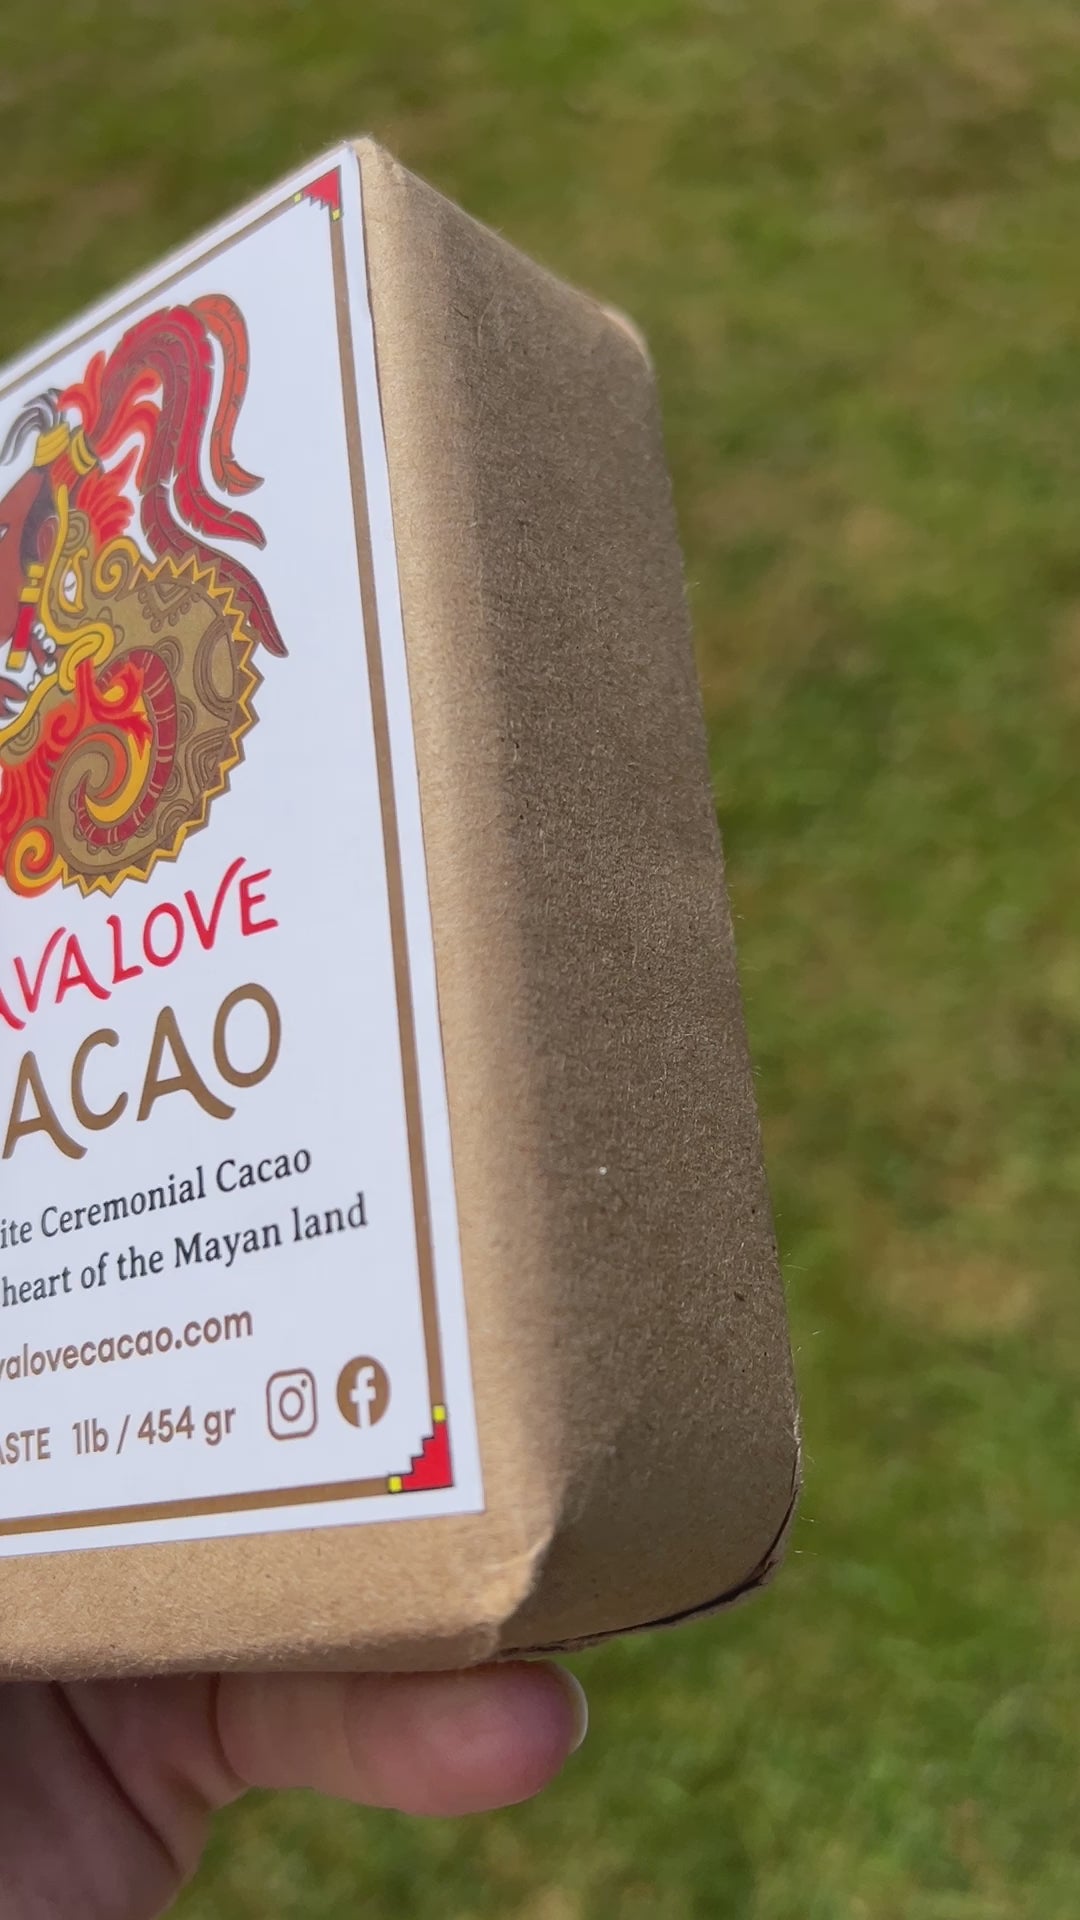 AVALOVE
ACAO
ite Ceremonial Cacao
heart of the Mayan land
valovecacao.com
ASTE 1lb / 454 gr